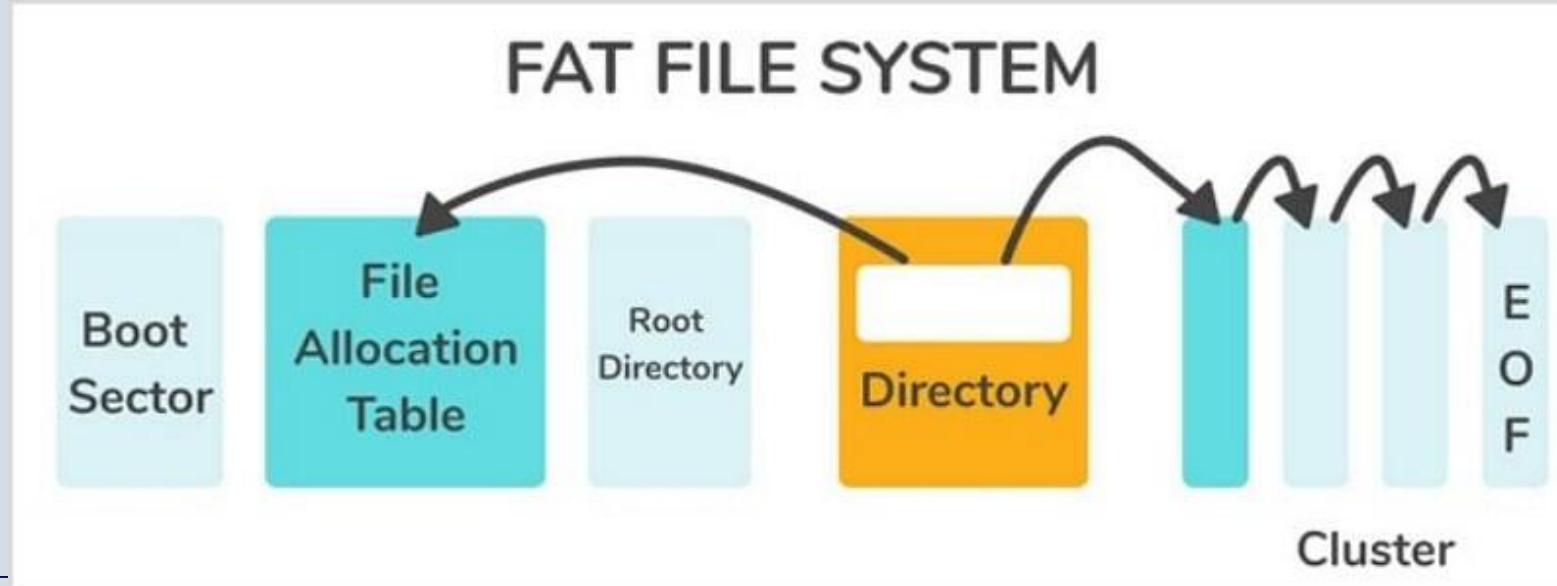 FAT FILE SYSTEM
Boot
Sector
File
Allocation
Table
Root
Directory
Directory
E
O
F
Cluster